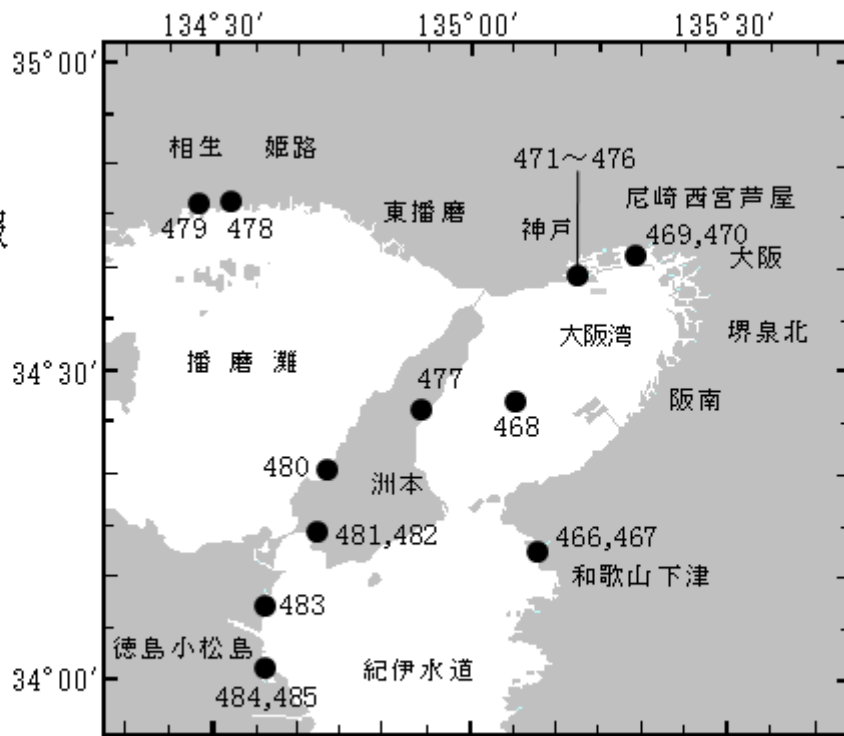 134°30′ 135°00′ 135°30′
35°00′
相生 姫路
471～476
尼崎西宮芦屋
東播磨
神戸
479 478
469,470
大阪
大阪湾
堺泉北
播磨灘
34°30′
477
阪南
468
480
洲本
481,482
466,467
和歌山下津
483
徳島小松島
紀伊水道
34°00′
484,485